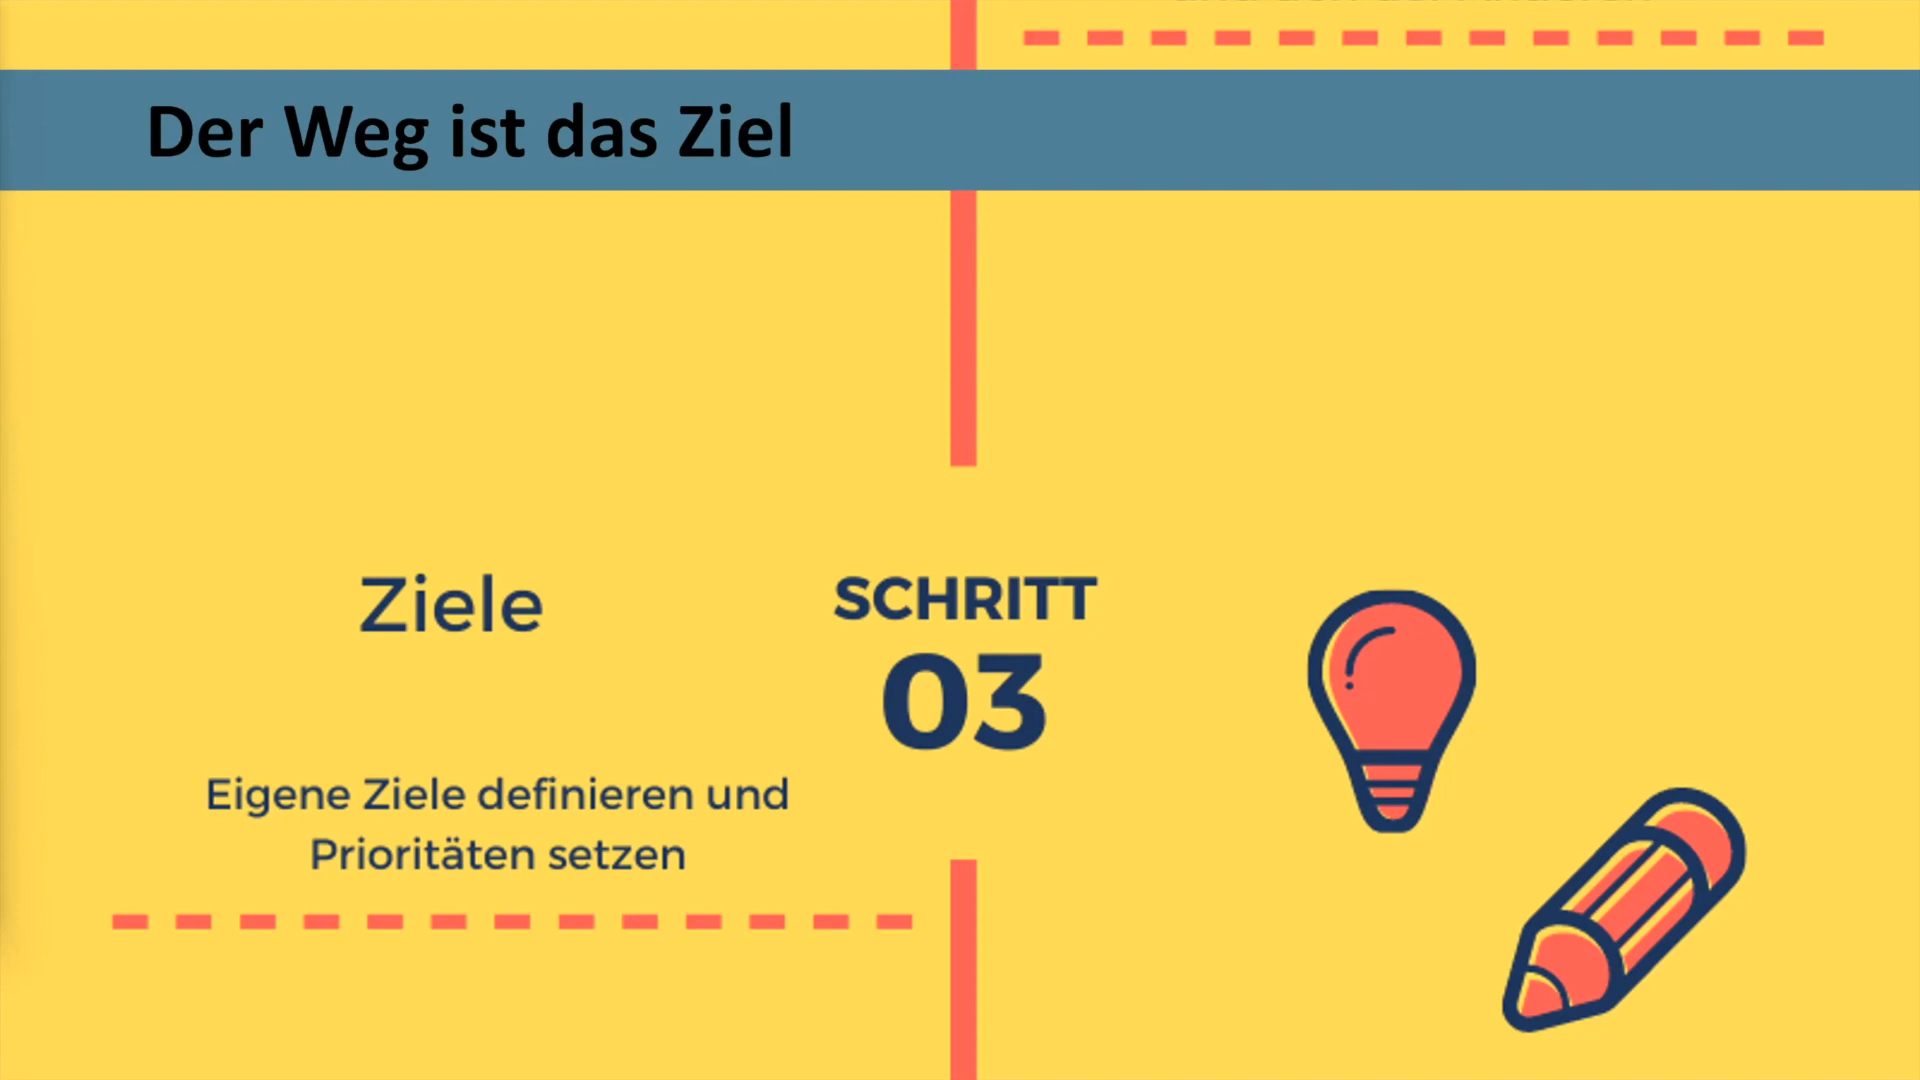 Der Weg ist das Ziel
Ziele
SCHRITT
03
Eigene Ziele definieren und
Prioritäten setzen